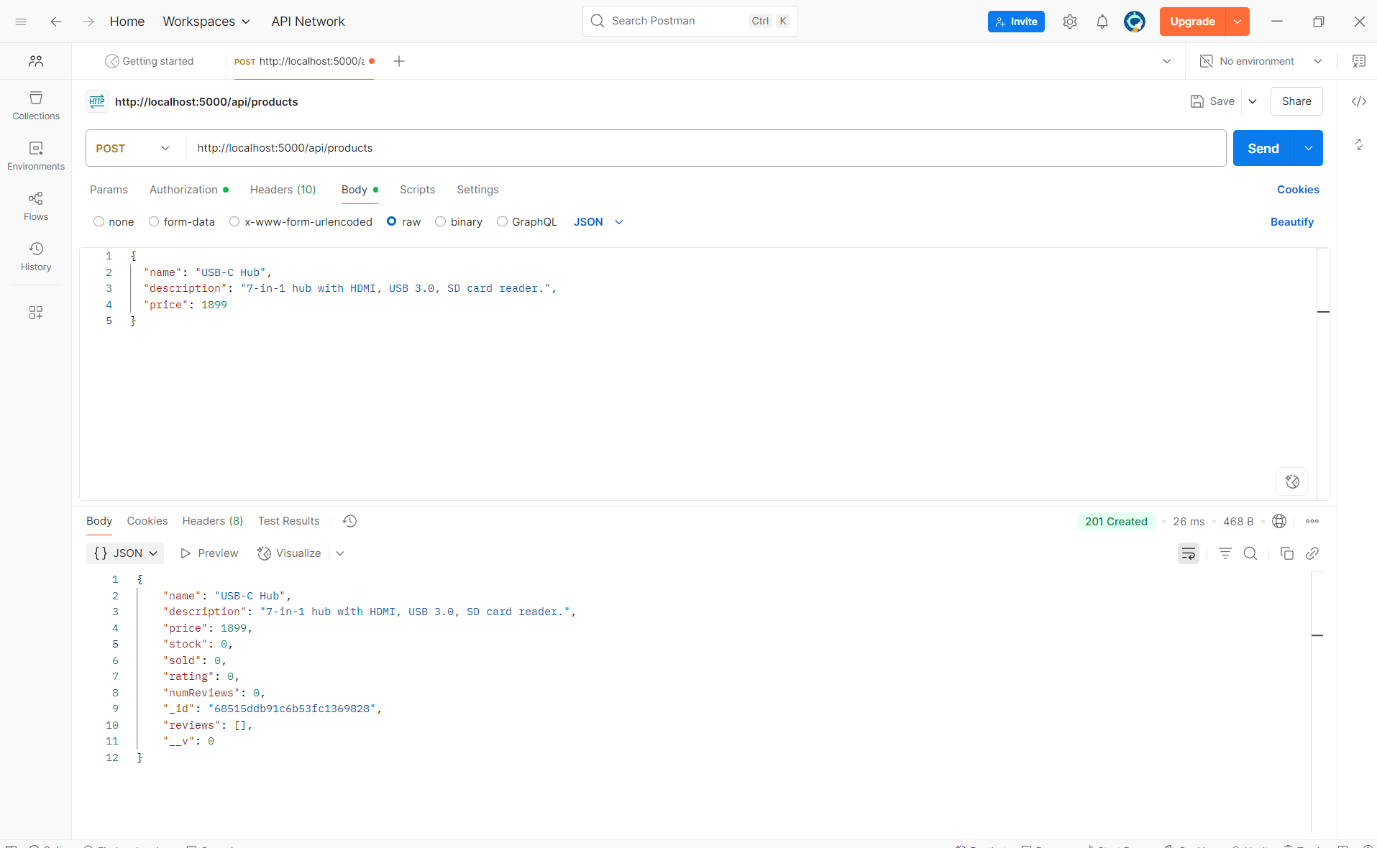 Home Workspaces API Network Search Postman Ctrl K Invite Upgrade
Getting started POST http://localhost:5000/a No environment
HTTP http://localhost:5000/api/products Save Share
Collections
Environments
Flows
History
POST http://localhost:5000/api/products Send
Params Authorization Headers (10) Body Scripts Settings Cookies
none form-data x-www-form-urlencoded raw binary GraphQL JSON Beautify
1 {
2 "name": "USB-C Hub",
3 "description": "7-in-1 hub with HDMI, USB 3.0, SD card reader.",
4 "price": 1899
5 }
Body Cookies Headers (8) Test Results 201 Created 26 ms 468 B
{} JSON Preview Visualize
1 {
2 "name": "USB-C Hub",
3 "description": "7-in-1 hub with HDMI, USB 3.0, SD card reader.",
4 "price": 1899,
5 "stock": 0,
6 "sold": 0,
7 "rating": 0,
8 "numReviews": 0,
9 "_id": "68515ddb91c6b53fc1369828",
10 "reviews": [],
11 "__v": 0
12 }